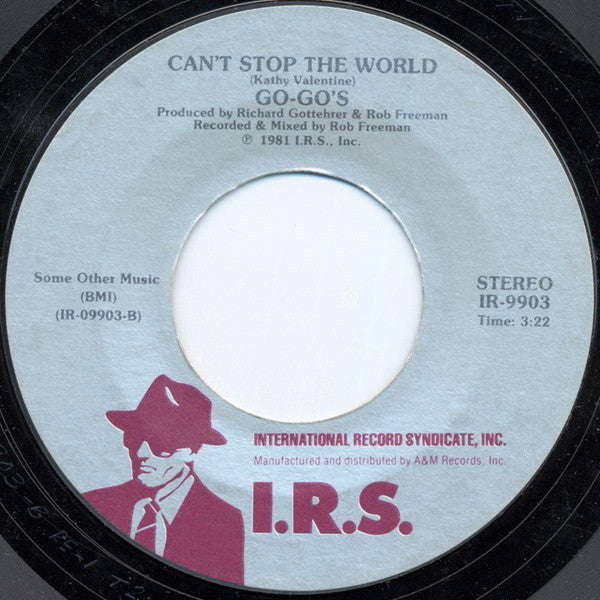 CAN'T STOP THE WORLD
(Kathy Valentine)
GO-GO'S
Produced by Richard Gottehrer & Rob Freeman
Recorded & Mixed by Rob Freeman
℗ 1981 I.R.S., Inc.
Some Other Music
(BMI)
(IR-09903-B)
STEREO
IR-9903
Time: 3:22
INTERNATIONAL RECORD SYNDICATE, INC.
Manufactured and distributed by A&M Records, Inc.
I.R.S.